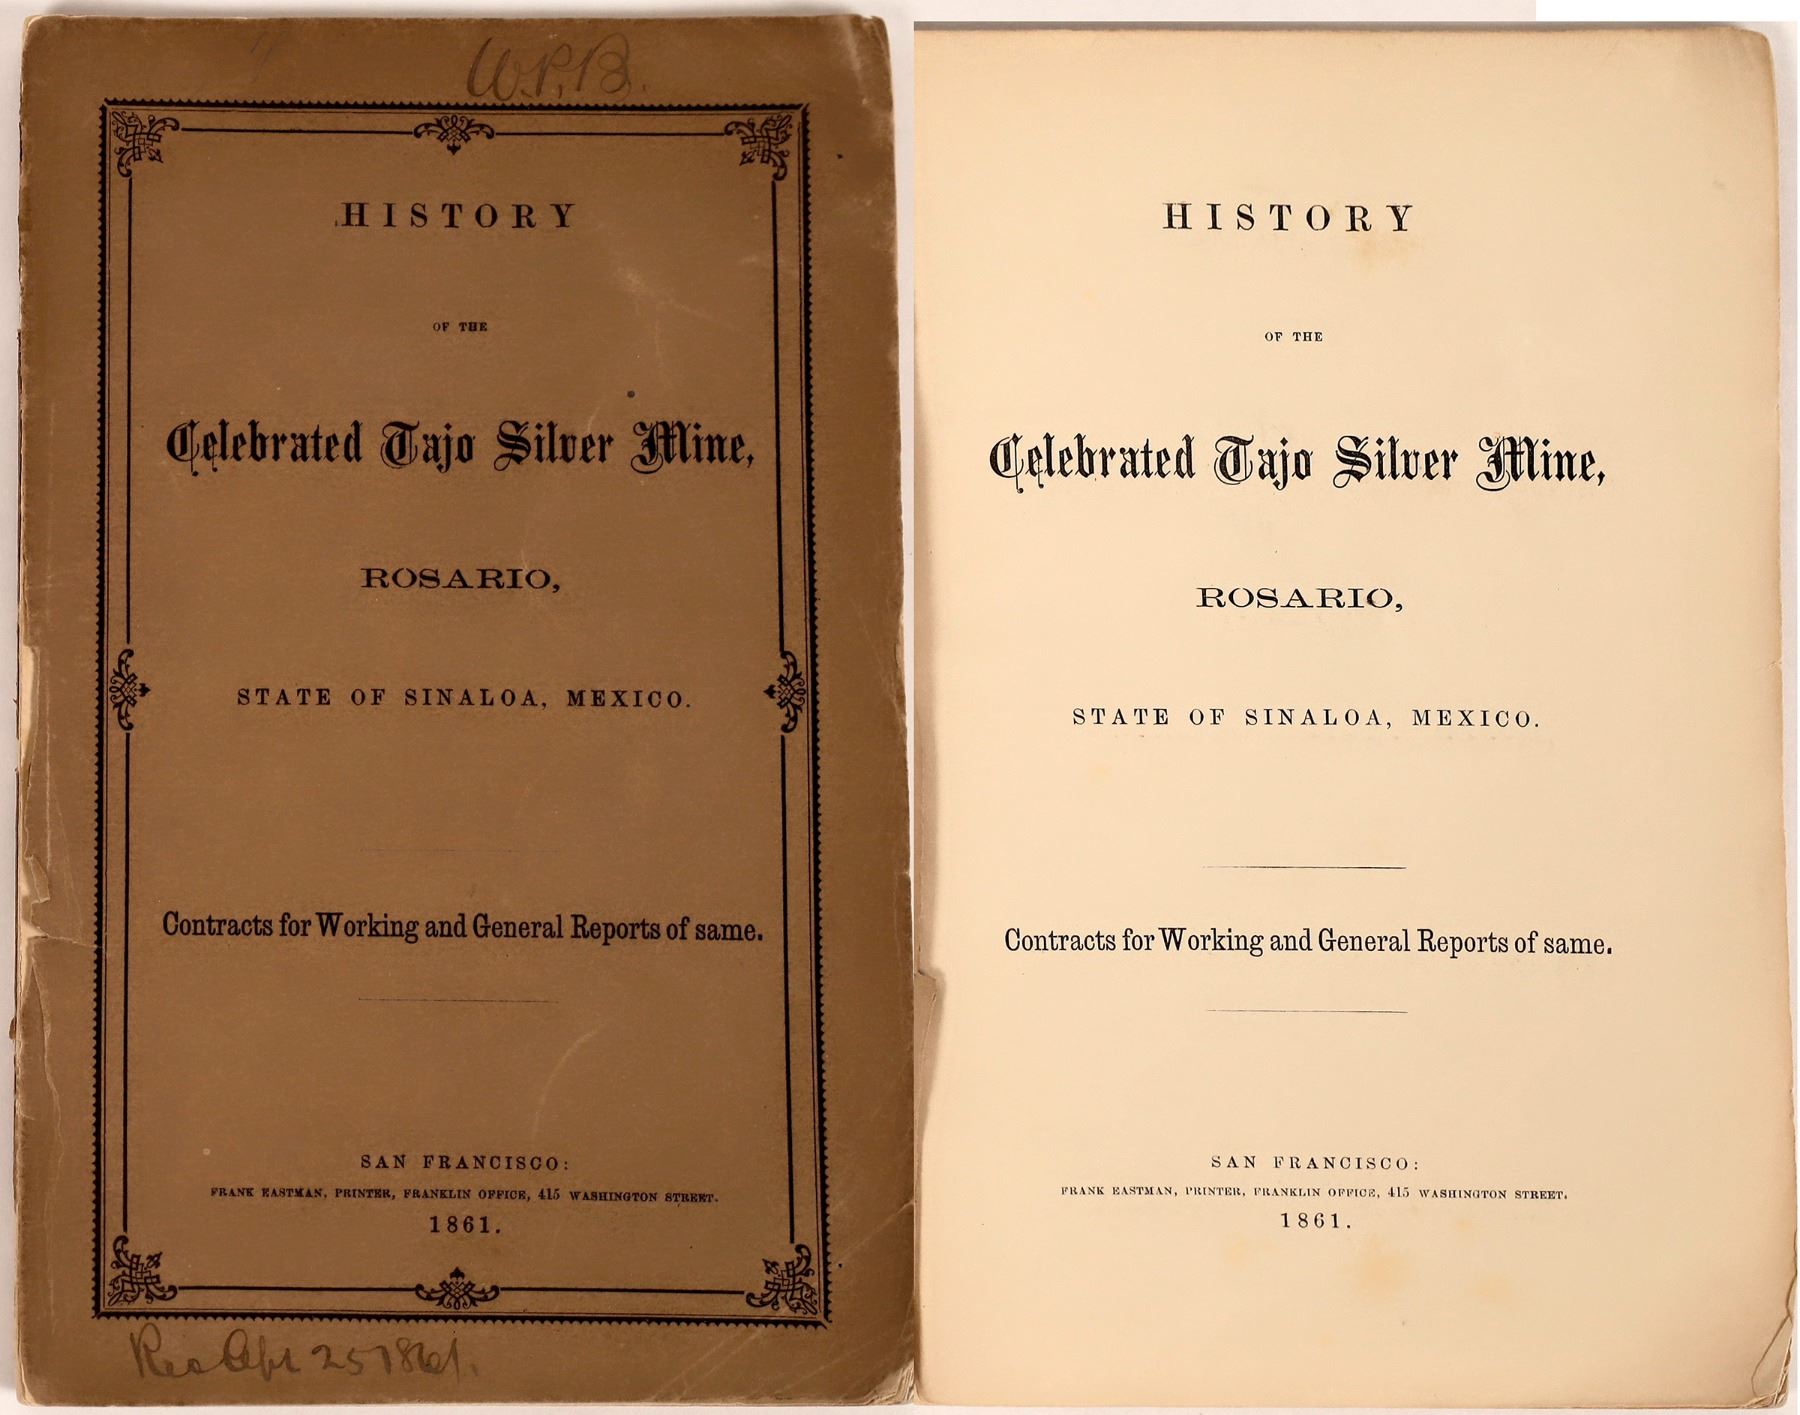 W.P.B.
HISTORY
OF THE
Celebrated Tajo Silver Mine,
ROSARIO,
STATE OF SINALOA, MEXICO.
Contracts for Working and General Reports of same.
SAN FRANCISCO:
FRANK EASTMAN, PRINTER, FRANKLIN OFFICE, 415 WASHINGTON STREET.
1861.
Rec Apr 25 1861.
HISTORY
OF THE
Celebrated Tajo Silver Mine,
ROSARIO,
STATE OF SINALOA, MEXICO.
Contracts for Working and General Reports of same.
SAN FRANCISCO:
FRANK EASTMAN, PRINTER, FRANKLIN OFFICE, 415 WASHINGTON STREET.
1861.